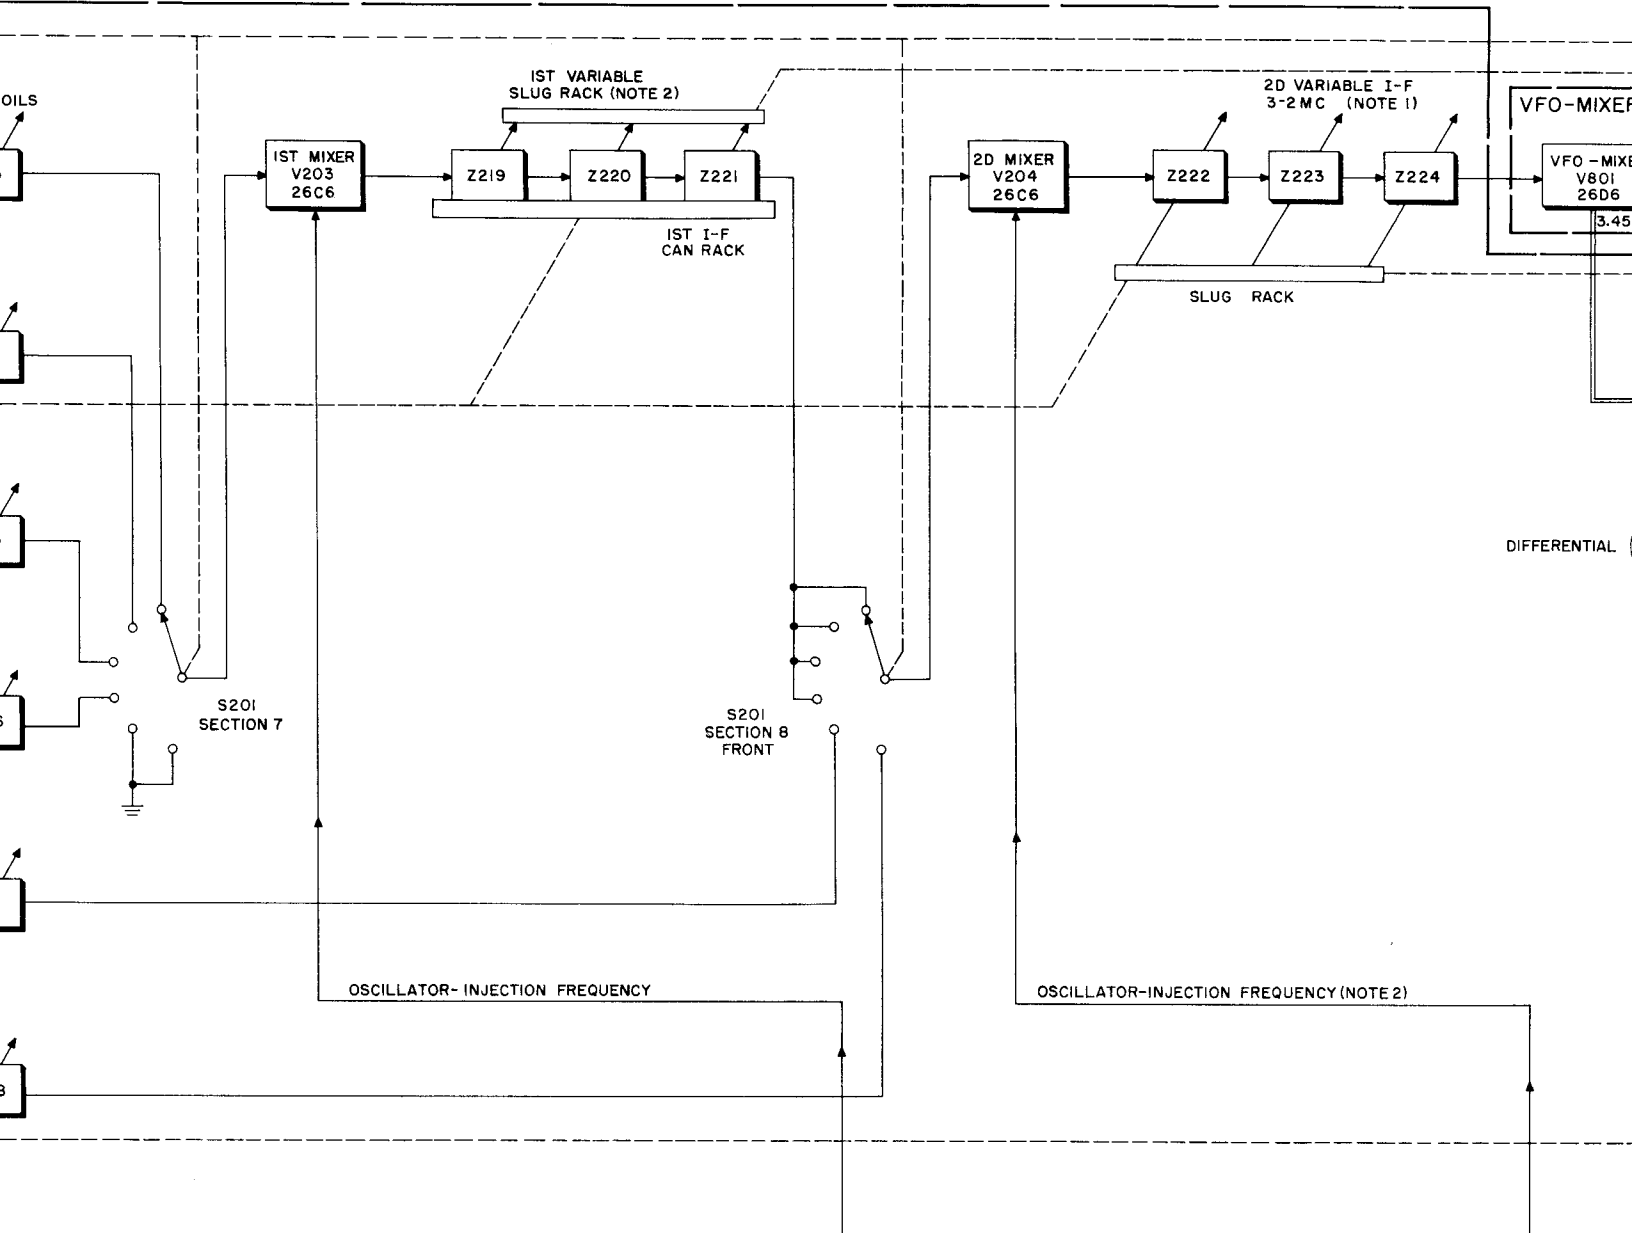 OILS
1ST VARIABLE
SLUG RACK (NOTE 2)
2D VARIABLE I-F
3-2 MC (NOTE 1)
VFO-MIXER
1ST MIXER
V203
26C6
Z219
Z220
Z221
2D MIXER
V204
26C6
Z222
Z223
Z224
VFO-MIXE
V801
26D6
3.45
1ST I-F
CAN RACK
SLUG RACK
DIFFERENTIAL
S201
SECTION 7
S201
SECTION 8
FRONT
OSCILLATOR-INJECTION FREQUENCY
OSCILLATOR-INJECTION FREQUENCY (NOTE 2)